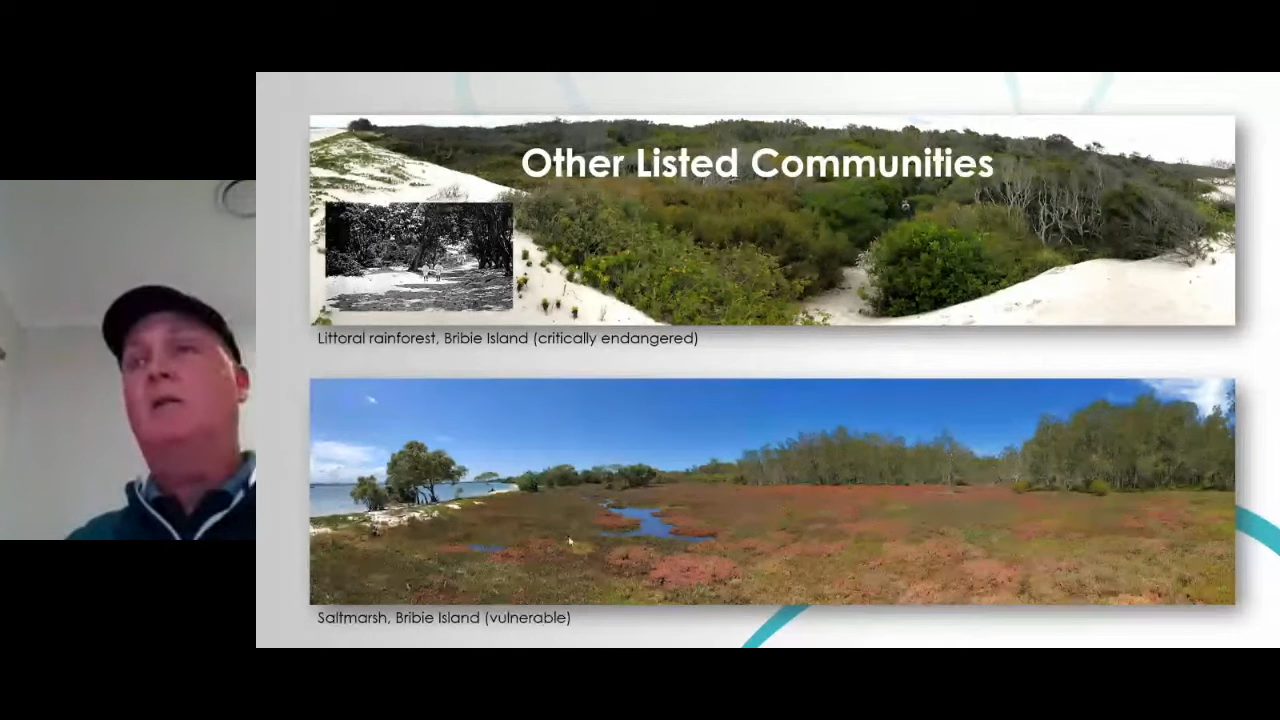 Other Listed Communities
Littoral rainforest, Bribie Island (critically endangered)
Saltmarsh, Bribie Island (vulnerable)